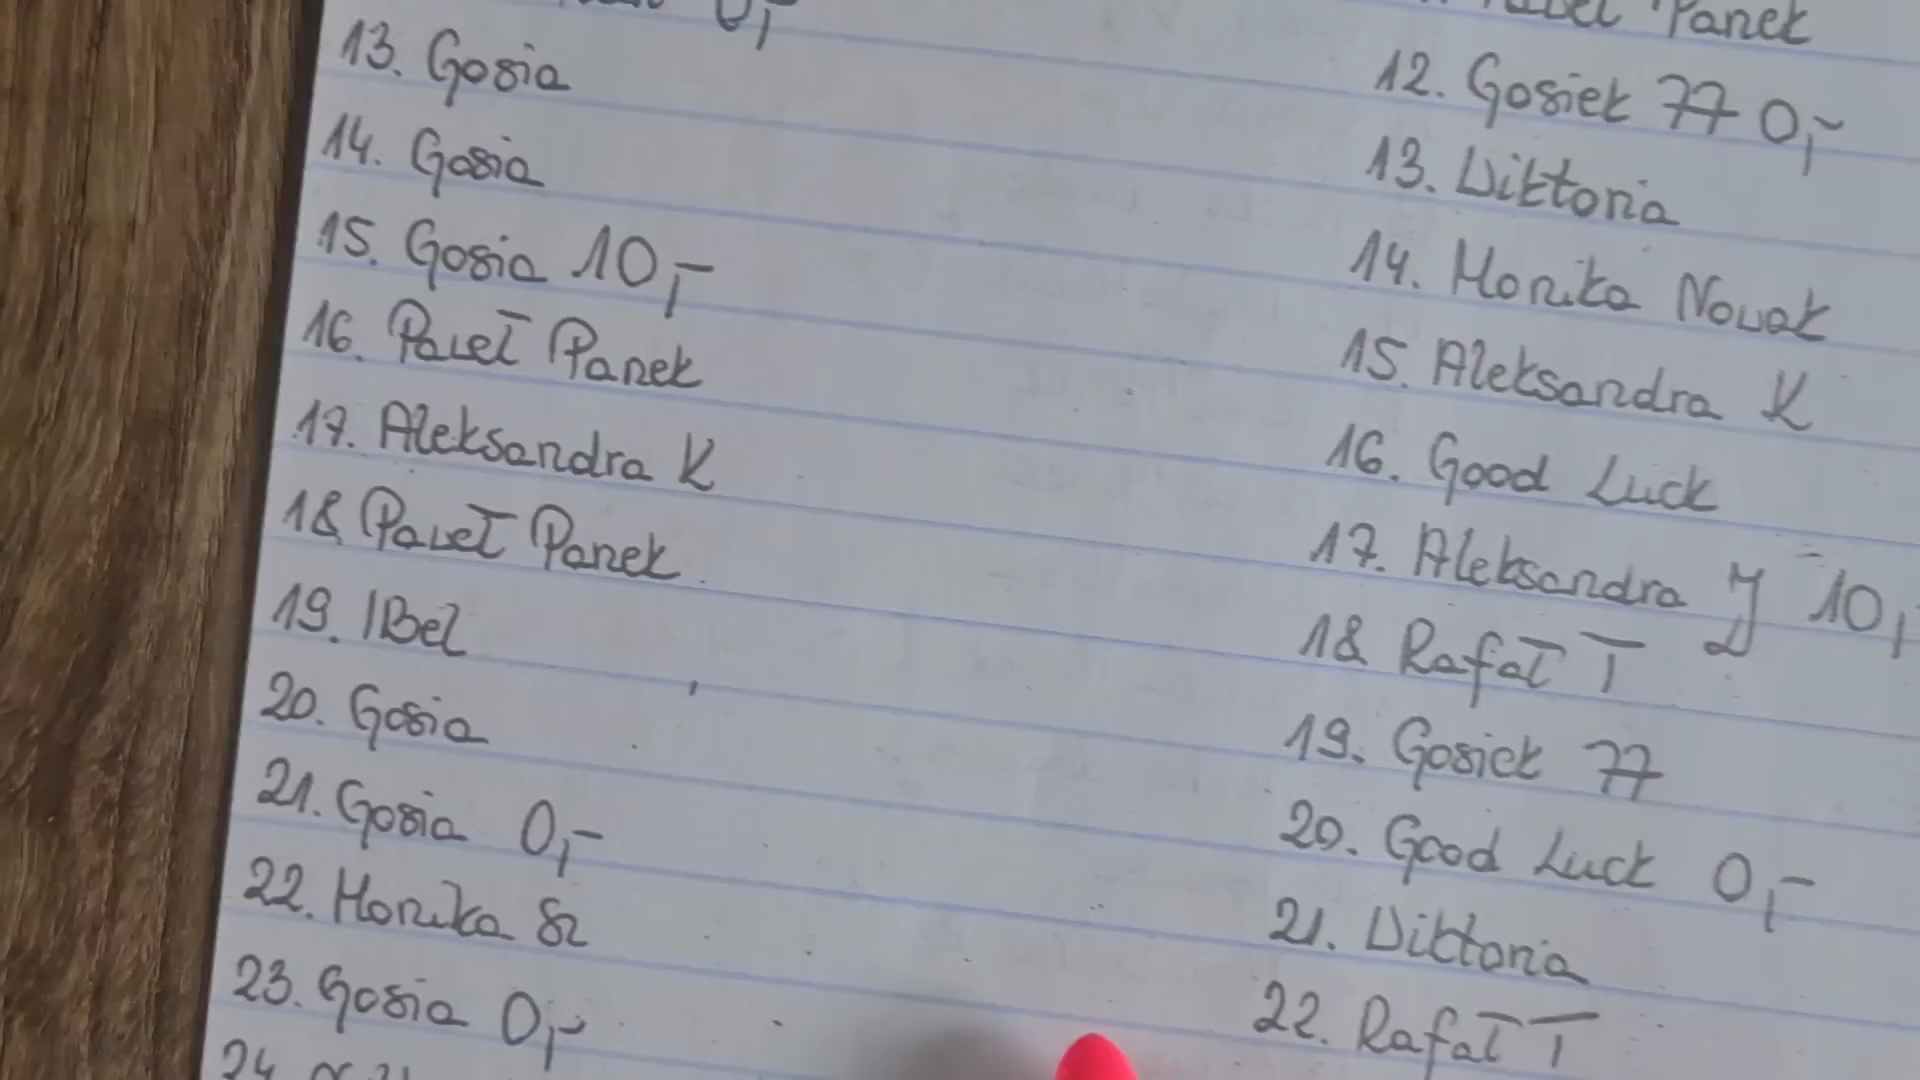 0,-
13. Gosia
14. Gosia
15. Gosia 10,-
16. Paweł Panek
17. Aleksandra K
18 Paweł Panek
19. IBel
20. Gosia
21. Gosia 0,-
22. Monika Sz
23. Gosia 0,-
24.
Panek
12. Gosiek 77 0,-
13. Wiktoria
14. Monika Nowak
15. Aleksandra K
16. Good Luck
17. Aleksandra J 10,
18 Rafał T
19. Gosiek 77
20. Good Luck 0,-
21. Wiktoria
22. Rafał T